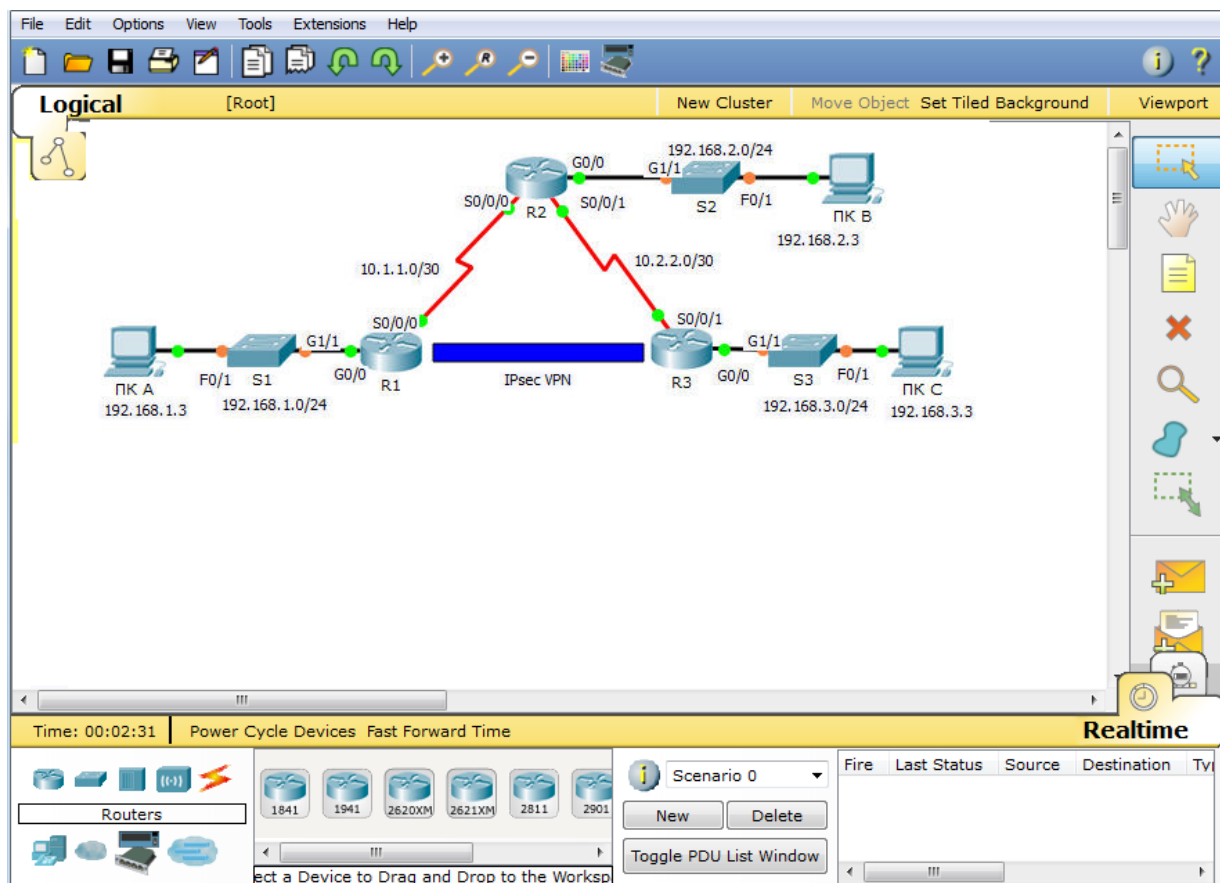 File Edit Options View Tools Extensions Help
R
i ?
Logical [Root] New Cluster Move Object Set Tiled Background Viewport
192.168.2.0/24
G0/0
G1/1
S0/0/0
S0/0/1
R2
S2
F0/1
ПК B
192.168.2.3
10.1.1.0/30
10.2.2.0/30
S0/0/0
S0/0/1
G1/1
G1/1
ПК A
F0/1
S1
G0/0
R1
IPsec VPN
R3
G0/0
S3
F0/1
ПК C
192.168.1.3
192.168.1.0/24
192.168.3.0/24
192.168.3.3
Time: 00:02:31 Power Cycle Devices Fast Forward Time Realtime
Routers
1841 1941 2620XM 2621XM 2811 2901
ect a Device to Drag and Drop to the Worksp
i Scenario 0
New Delete
Toggle PDU List Window
Fire Last Status Source Destination Ty